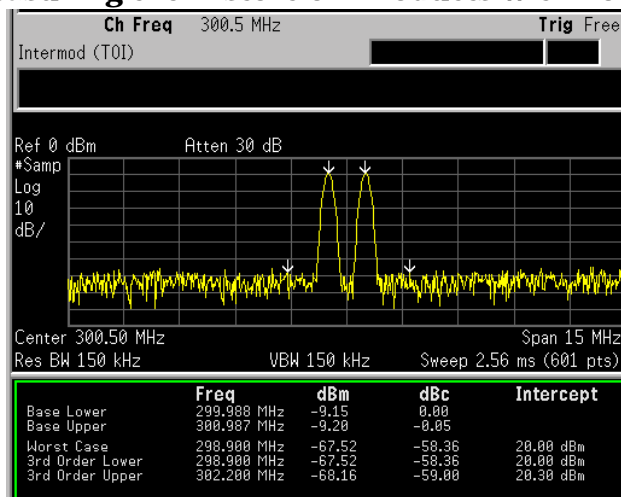 Ch Freq 300.5 MHz Trig Free
Intermod (TOI)
Ref 0 dBm Atten 30 dB
#Samp
Log
10
dB/
Center 300.50 MHz Span 15 MHz
Res BW 150 kHz VBW 150 kHz Sweep 2.56 ms (601 pts)
Freq dBm dBc Intercept
Base Lower 299.988 MHz -9.15 0.00
Base Upper 300.987 MHz -9.20 -0.05
Worst Case 298.900 MHz -67.52 -58.36 20.00 dBm
3rd Order Lower 298.900 MHz -67.52 -58.36 20.00 dBm
3rd Order Upper 302.200 MHz -68.16 -59.00 20.30 dBm